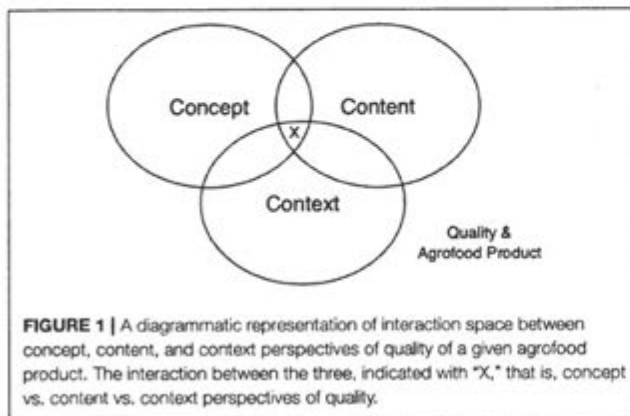 Concept Content
X
Context
Quality &
Agrofood Product
FIGURE 1 | A diagrammatic representation of interaction space between
concept, content, and context perspectives of quality of a given agrofood
product. The interaction between the three, indicated with "X," that is, concept
vs. content vs. context perspectives of quality.